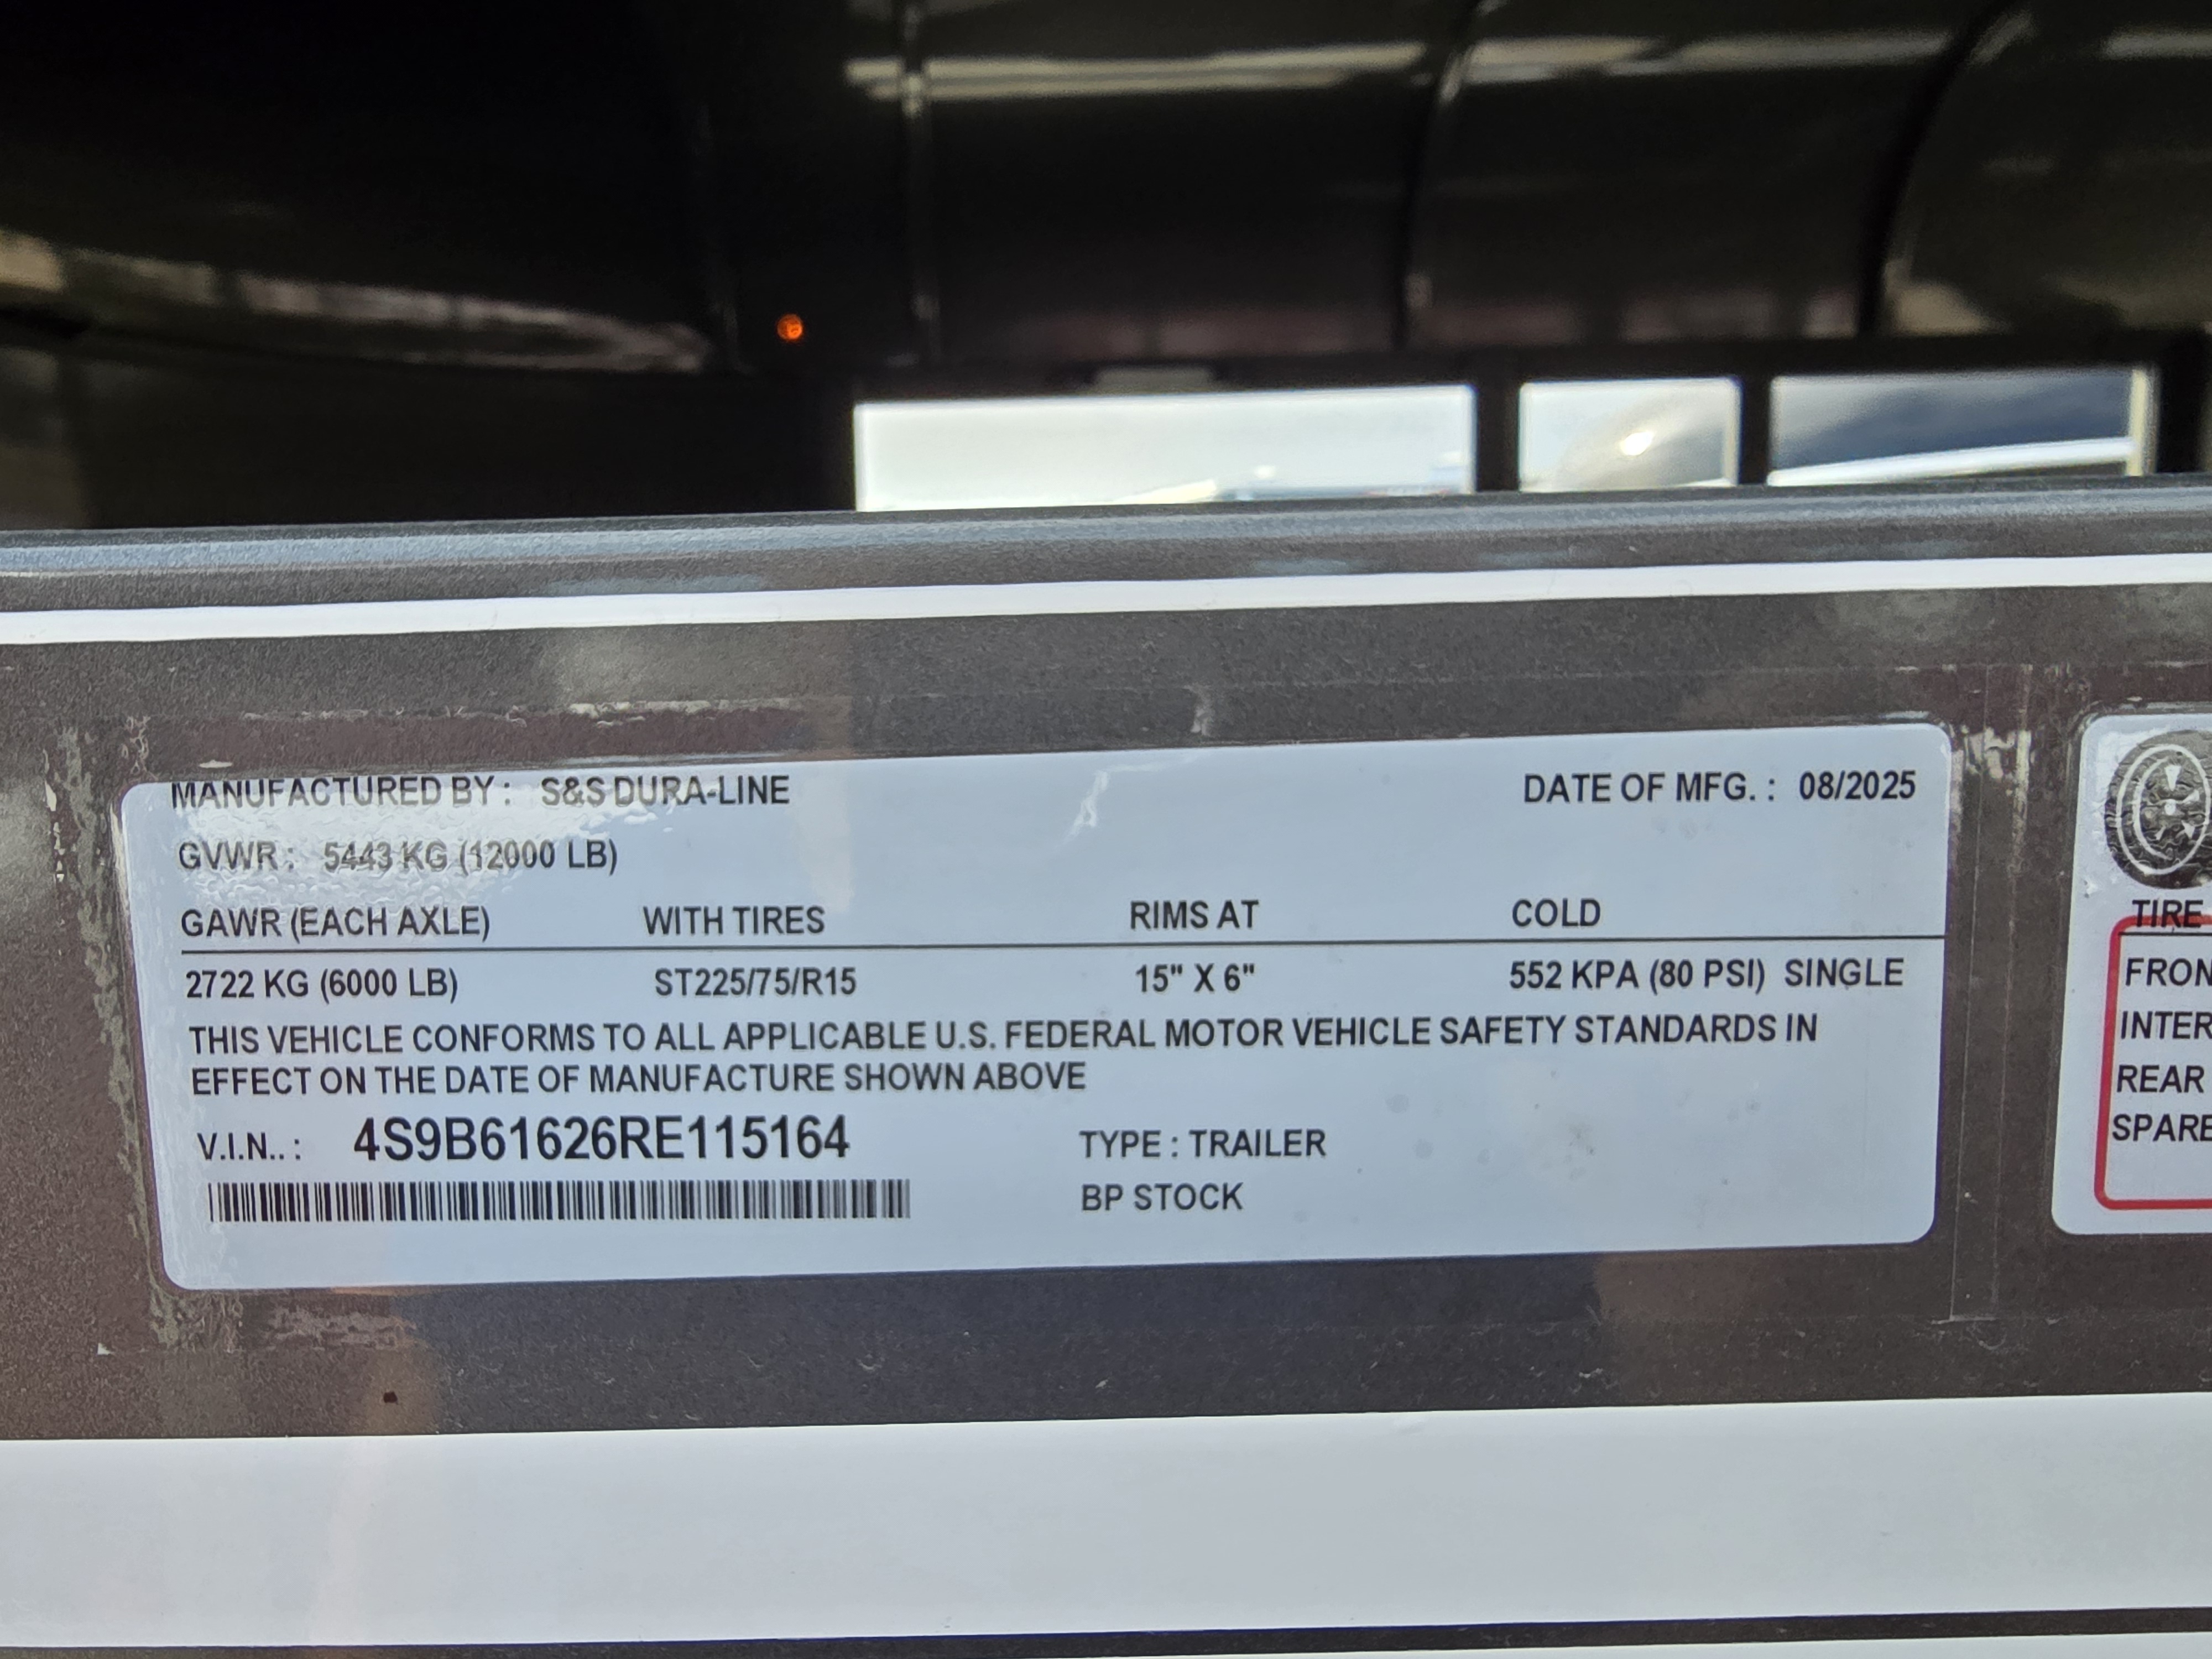 MANUFACTURED BY : S&S DURA-LINE DATE OF MFG. : 08/2025
GVWR : 5443 KG (12000 LB)
GAWR (EACH AXLE) WITH TIRES RIMS AT COLD
2722 KG (6000 LB) ST225/75/R15 15" X 6" 552 KPA (80 PSI) SINGLE
THIS VEHICLE CONFORMS TO ALL APPLICABLE U.S. FEDERAL MOTOR VEHICLE SAFETY STANDARDS IN
EFFECT ON THE DATE OF MANUFACTURE SHOWN ABOVE
V.I.N.. : 4S9B61626RE115164 TYPE : TRAILER
BP STOCK
TIRE
FRON
INTER
REAR
SPARE